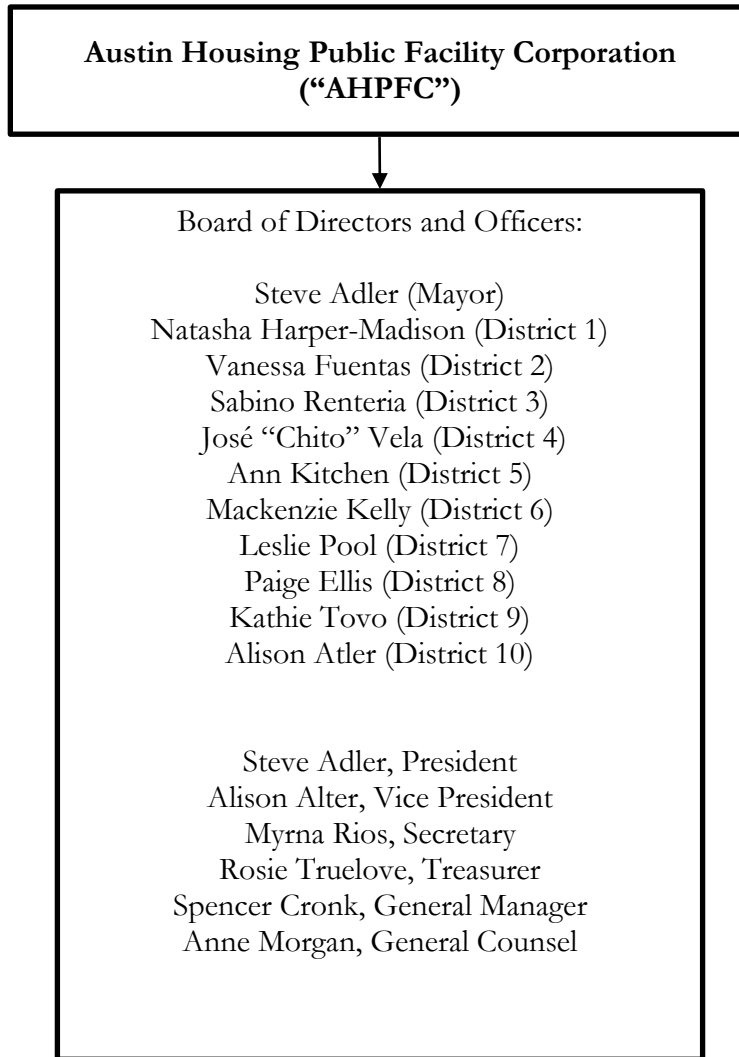 Austin Housing Public Facility Corporation
(“AHPFC”)
Board of Directors and Officers:
Steve Adler (Mayor)
Natasha Harper-Madison (District 1)
Vanessa Fuentas (District 2)
Sabino Renteria (District 3)
José “Chito” Vela (District 4)
Ann Kitchen (District 5)
Mackenzie Kelly (District 6)
Leslie Pool (District 7)
Paige Ellis (District 8)
Kathie Tovo (District 9)
Alison Atler (District 10)
Steve Adler, President
Alison Alter, Vice President
Myrna Rios, Secretary
Rosie Truelove, Treasurer
Spencer Cronk, General Manager
Anne Morgan, General Counsel